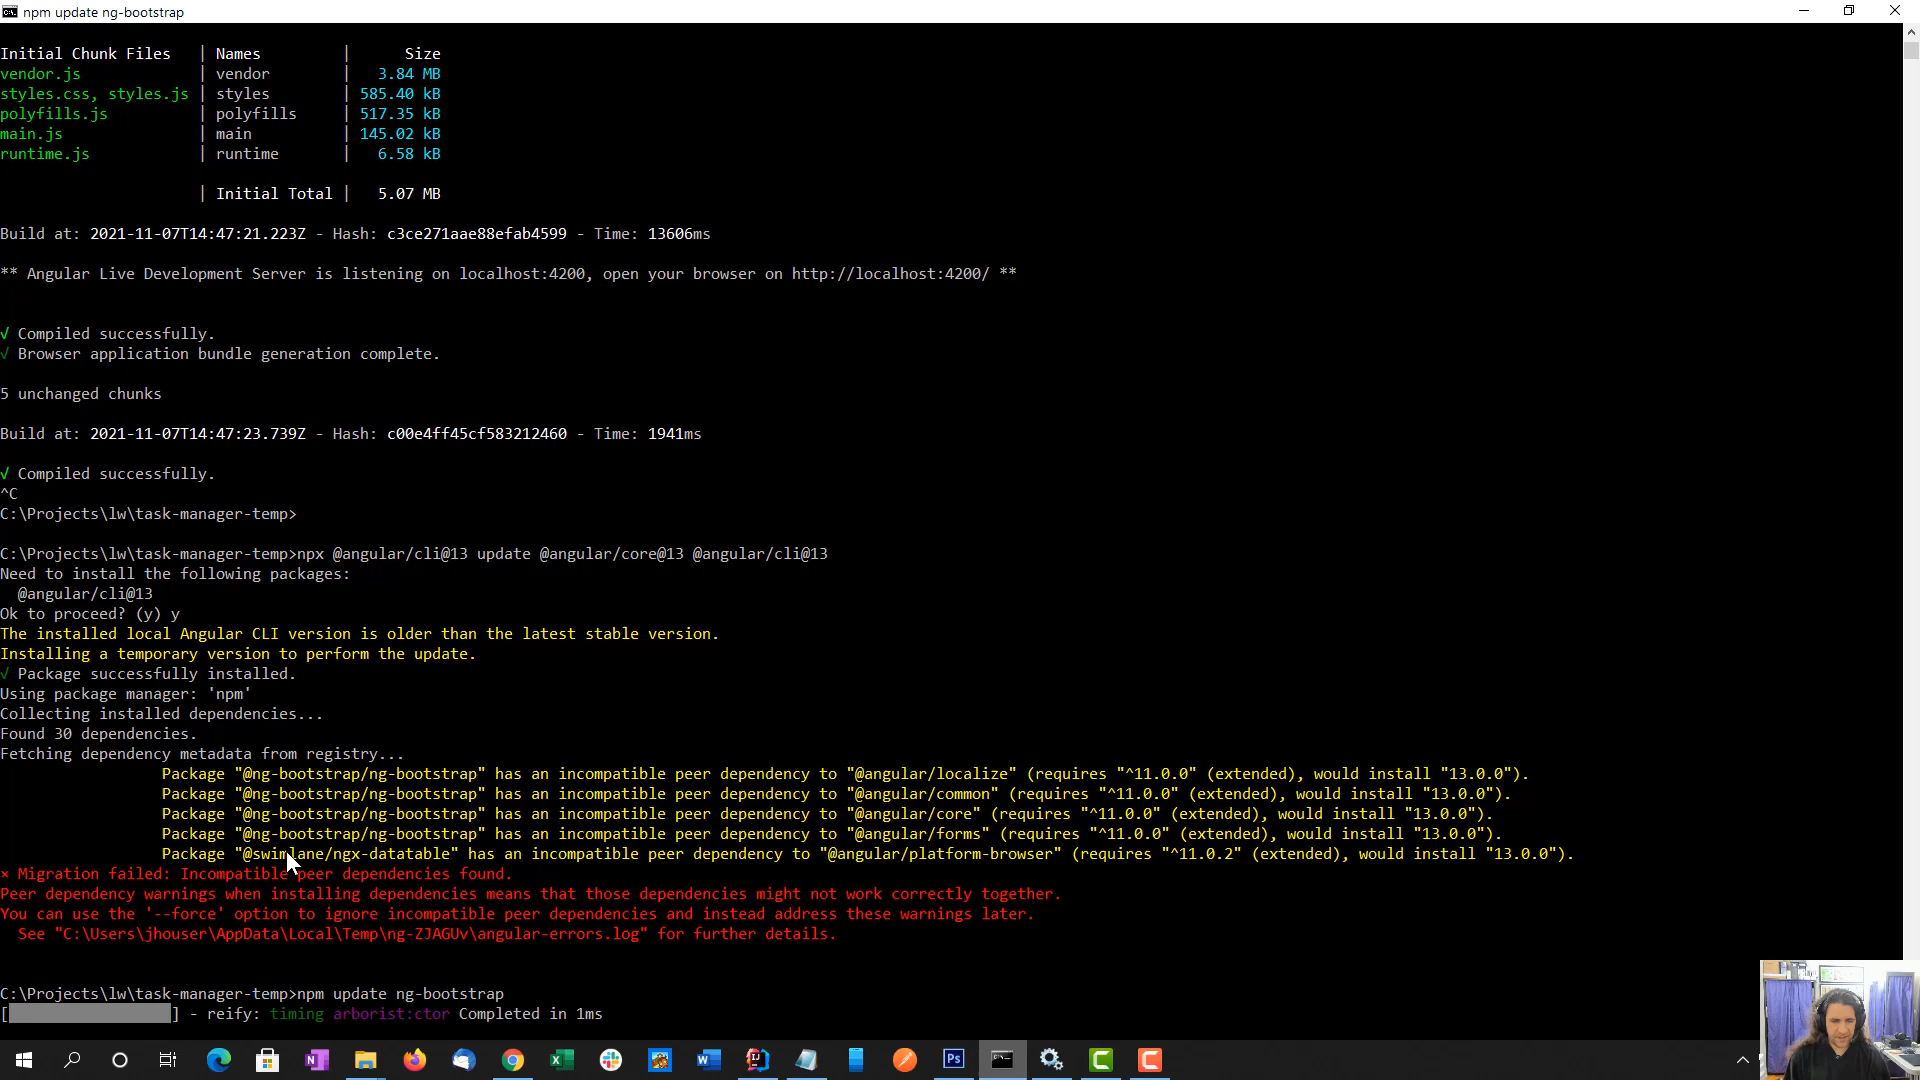 npm update ng-bootstrap
Initial Chunk Files | Names | Size
vendor.js | vendor | 3.84 MB
styles.css, styles.js | styles | 585.40 kB
polyfills.js | polyfills | 517.35 kB
main.js | main | 145.02 kB
runtime.js | runtime | 6.58 kB
| Initial Total | 5.07 MB
Build at: 2021-11-07T14:47:21.223Z - Hash: c3ce271aae88efab4599 - Time: 13606ms
** Angular Live Development Server is listening on localhost:4200, open your browser on http://localhost:4200/ **
√ Compiled successfully.
√ Browser application bundle generation complete.
5 unchanged chunks
Build at: 2021-11-07T14:47:23.739Z - Hash: c00e4ff45cf583212460 - Time: 1941ms
√ Compiled successfully.
^C
C:\Projects\lw\task-manager-temp>
C:\Projects\lw\task-manager-temp>npx @angular/cli@13 update @angular/core@13 @angular/cli@13
Need to install the following packages:
@angular/cli@13
Ok to proceed? (y) y
The installed local Angular CLI version is older than the latest stable version.
Installing a temporary version to perform the update.
√ Package successfully installed.
Using package manager: 'npm'
Collecting installed dependencies...
Found 30 dependencies.
Fetching dependency metadata from registry...
Package "@ng-bootstrap/ng-bootstrap" has an incompatible peer dependency to "@angular/localize" (requires "^11.0.0" (extended), would install "13.0.0").
Package "@ng-bootstrap/ng-bootstrap" has an incompatible peer dependency to "@angular/common" (requires "^11.0.0" (extended), would install "13.0.0").
Package "@ng-bootstrap/ng-bootstrap" has an incompatible peer dependency to "@angular/core" (requires "^11.0.0" (extended), would install "13.0.0").
Package "@ng-bootstrap/ng-bootstrap" has an incompatible peer dependency to "@angular/forms" (requires "^11.0.0" (extended), would install "13.0.0").
Package "@swimlane/ngx-datatable" has an incompatible peer dependency to "@angular/platform-browser" (requires "^11.0.2" (extended), would install "13.0.0").
× Migration failed: Incompatible peer dependencies found.
Peer dependency warnings when installing dependencies means that those dependencies might not work correctly together.
You can use the '--force' option to ignore incompatible peer dependencies and instead address these warnings later.
See "C:\Users\jhouser\AppData\Local\Temp\ng-ZJAGUv\angular-errors.log" for further details.
C:\Projects\lw\task-manager-temp>npm update ng-bootstrap
[ ] - reify: timing arborist:ctor Completed in 1ms